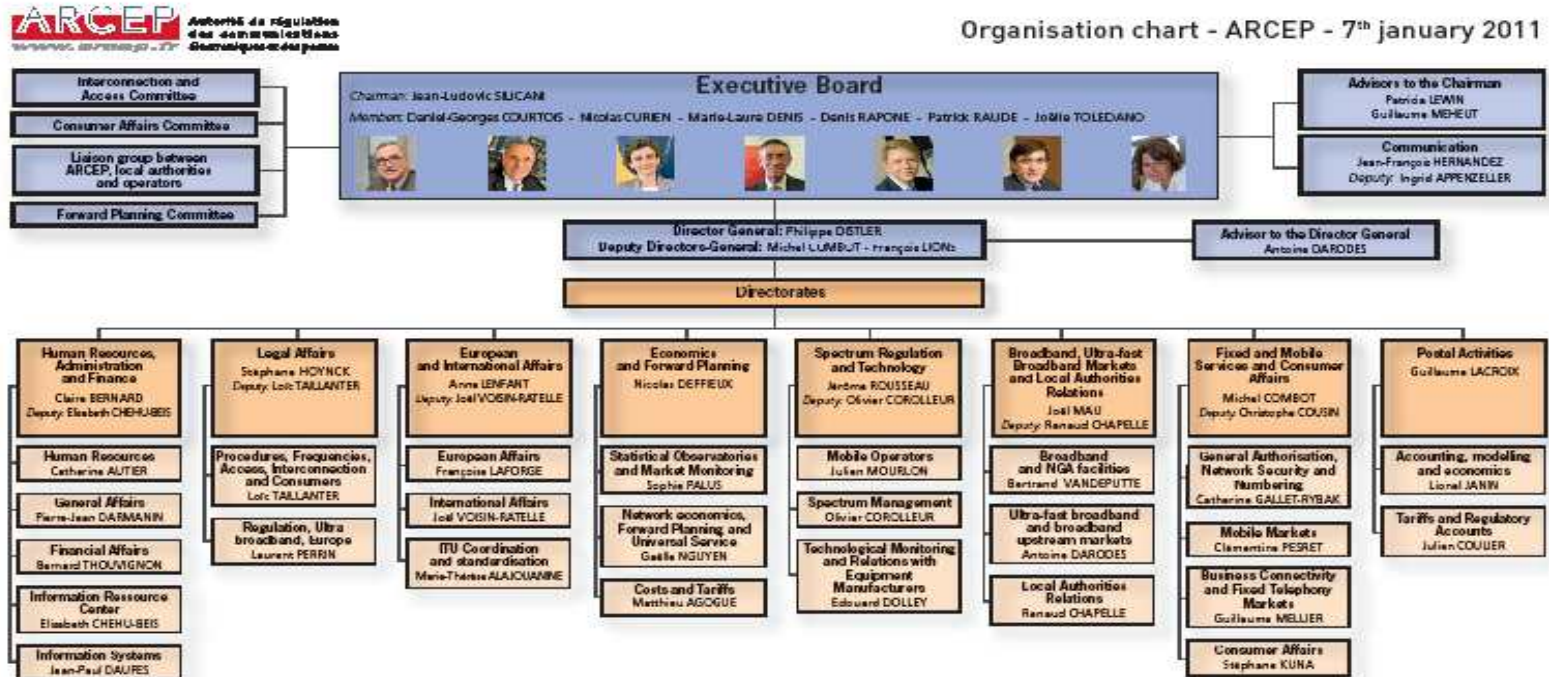 ARCEP
Autorité de régulation
des communications
électroniques et des postes
www.arcep.fr
Organisation chart - ARCEP - 7th january 2011
Interconnection and
Access Committee
Consumer Affairs Committee
Liaison group between
ARCEP, local authorities
and operators
Forward Planning Committee
Executive Board
Chairman: Jean-Ludovic SILICANI
Members: Daniel-Georges COURTOIS - Nicolas CURIEN - Marie-Laure DENIS - Denis RAPONE - Patrick RAUDE - Joëlle TOLEDANO
Advisors to the Chairman
Patricia LEWIN
Guillaume MEHEUT
Communication
Jean-François HERNANDEZ
Deputy: Ingrid APPENZELLER
Director General: Philippe DISTLER
Deputy Directors-General: Michel COMBOT - François LIONS
Advisor to the Director General
Antoine DARODES
Directorates
Human Resources,
Administration
and Finance
Claire BERNARD
Deputy: Elisabeth CHEHU-BEIS
Human Resources
Catherine AUTIER
General Affairs
Pierre-Jean DARMANIN
Financial Affairs
Bernard THOUVIGNON
Information Ressource
Center
Elisabeth CHEHU-BEIS
Information Systems
Jean-Paul DAUPES
Legal Affairs
Stéphane HOYNCK
Deputy: Loïc TAILLANTER
Procedures, Frequencies,
Access, Interconnection
and Consumers
Loïc TAILLANTER
Regulation, Ultra
broadband, Europe
Laurent PERRIN
European
and International Affairs
Anne LENFANT
Deputy: Joël VOISIN-RATELLE
European Affairs
Françoise LAFORGE
International Affairs
Joël VOISIN-RATELLE
ITU Coordination
and standardisation
Marie-Thérèse ALAJOUANINE
Economics
and Forward Planning
Nicolas DEFFIEUX
Statistical Observatories
and Market Monitoring
Sophie PALUS
Network economics,
Forward Planning and
Universal Service
Gaëlle NGUYEN
Costs and Tariffs
Matthieu AGOGUE
Spectrum Regulation
and Technology
Jérôme ROUSSEAU
Deputy: Olivier COROLLEUR
Mobile Operators
Julien MOURLON
Spectrum Management
Olivier COROLLEUR
Technological Monitoring
and Relations with
Equipment
Manufacturers
Edouard DOLLEY
Broadband, Ultra-fast
Broadband Markets
and Local Authorities
Relations
Joël MAU
Deputy: Renaud CHAPELLE
Broadband
and NGA facilities
Bertrand VANDEPUTTE
Ultra-fast broadband
and broadband
upstream markets
Antoine DARODES
Local Authorities
Relations
Renaud CHAPELLE
Fixed and Mobile
Services and Consumer
Affairs
Michel COMBOT
Deputy: Christophe COUSIN
General Authorisation,
Network Security and
Numbering
Catherine GALLET-RYBAK
Mobile Markets
Clémentine PESRET
Business Connectivity
and Fixed Telephony
Markets
Guillaume MELLIER
Consumer Affairs
Stéphane KUNA
Postal Activities
Guillaume LACROIX
Accounting, modelling
and economics
Lionel JANIN
Tariffs and Regulatory
Accounts
Julien COULIER